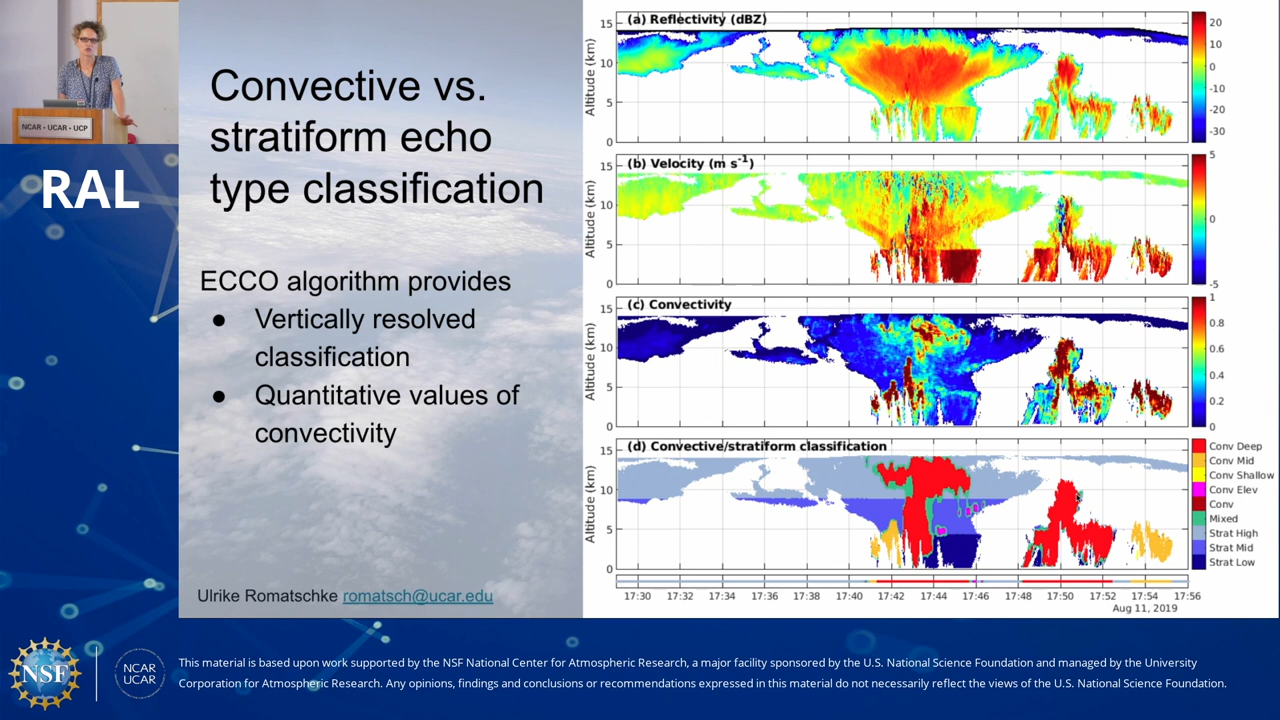 NCAR • UCAR • UCP
RAL
Convective vs.
stratiform echo
type classification
ECCO algorithm provides
● Vertically resolved
classification
● Quantitative values of
convectivity
Ulrike Romatschke romatsch@ucar.edu
(a) Reflectivity (dBZ)
Altitude (km)
15
10
5
0
20
10
0
-10
-20
-30
(b) Velocity (m s-1)
Altitude (km)
15
10
5
0
5
0
-5
(c) Convectivity
Altitude (km)
15
10
5
0
1
0.8
0.6
0.4
0.2
0
(d) Convective/stratiform classification
Altitude (km)
15
10
5
0
Conv Deep
Conv Mid
Conv Shallow
Conv Elev
Conv
Mixed
Strat High
Strat Mid
Strat Low
17:30 17:32 17:34 17:36 17:38 17:40 17:42 17:44 17:46 17:48 17:50 17:52 17:54 17:56
Aug 11, 2019
NSF
NCAR
UCAR
This material is based upon work supported by the NSF National Center for Atmospheric Research, a major facility sponsored by the U.S. National Science Foundation and managed by the University
Corporation for Atmospheric Research. Any opinions, findings and conclusions or recommendations expressed in this material do not necessarily reflect the views of the U.S. National Science Foundation.